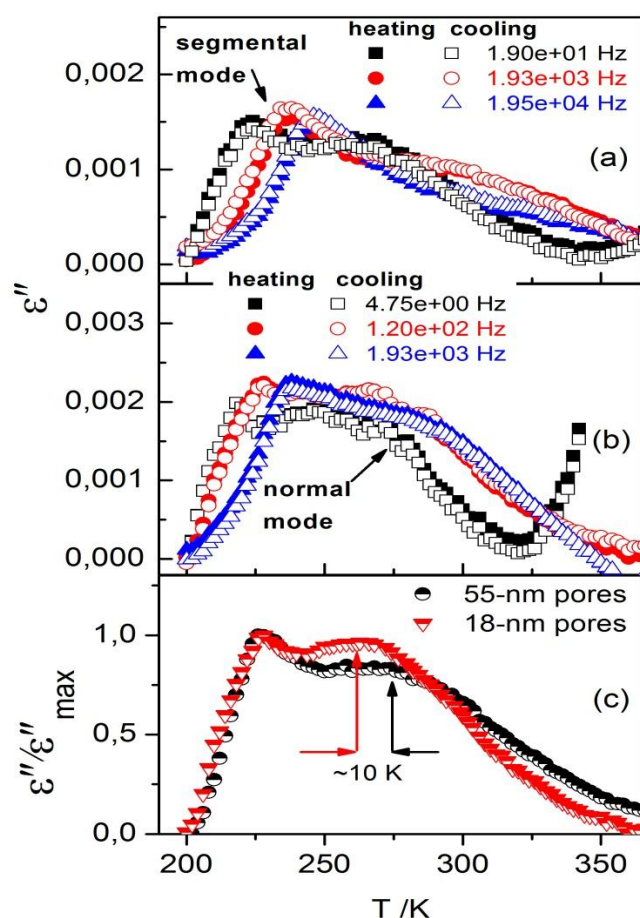 heating cooling
segmental
mode
1.90e+01 Hz
1.93e+03 Hz
1.95e+04 Hz
(a)
0,002
0,001
0,000
heating cooling
4.75e+00 Hz
1.20e+02 Hz
1.93e+03 Hz
(b)
normal
mode
0,003
0,002
0,001
0,000
ε"
55-nm pores
18-nm pores
(c)
~10 K
1,0
0,5
0,0
ε"/ε"max
200 250 300 350
T /K